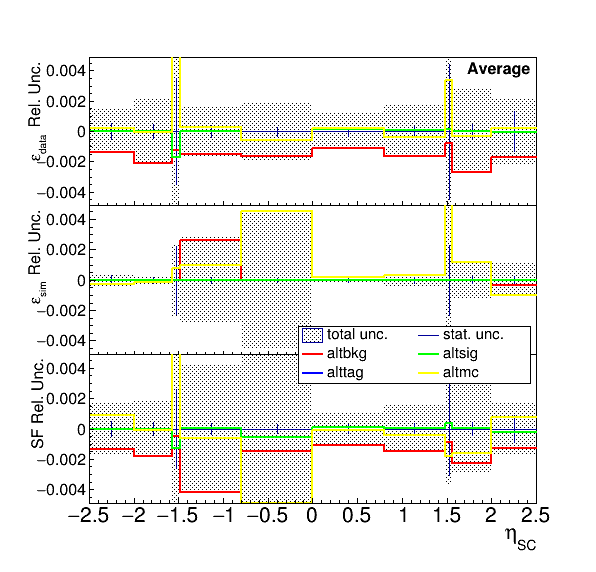 Average
ε data Rel. Unc.
0.004
0.002
0
−0.002
−0.004
ε sim Rel. Unc.
0.004
0.002
0
−0.002
−0.004
total unc. stat. unc.
altbkg altsig
alttag altmc
SF Rel. Unc.
0.004
0.002
0
−0.002
−0.004
−2.5 −2 −1.5 −1 −0.5 0 0.5 1 1.5 2 2.5
η SC